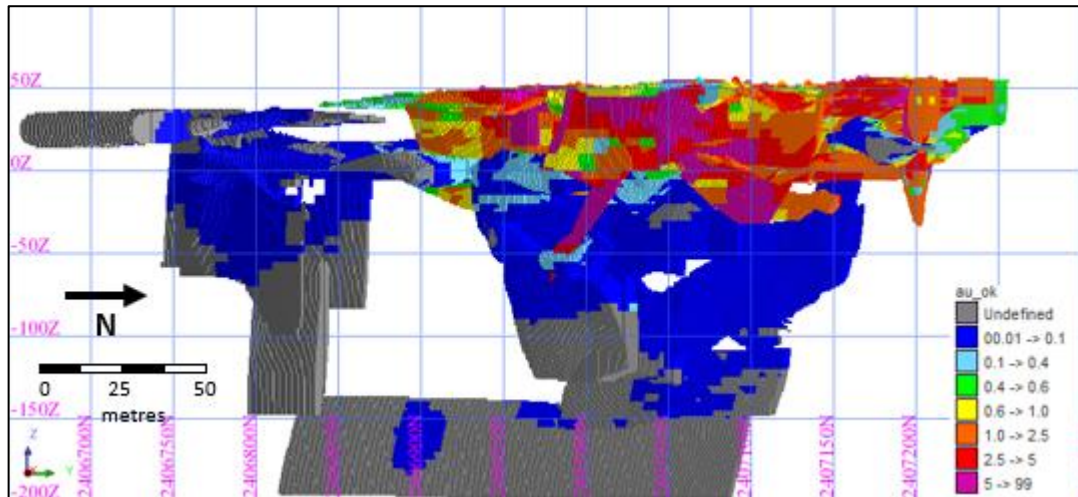 50Z
0Z
-50Z
-100Z
-150Z
-200Z
N
0 25 50
metres
2406700N
2406750N
2406800N
2407150N
2407200N
Z
Y
au_ok
Undefined
00.01 -> 0.1
0.1 -> 0.4
0.4 -> 0.6
0.6 -> 1.0
1.0 -> 2.5
2.5 -> 5
5 -> 99